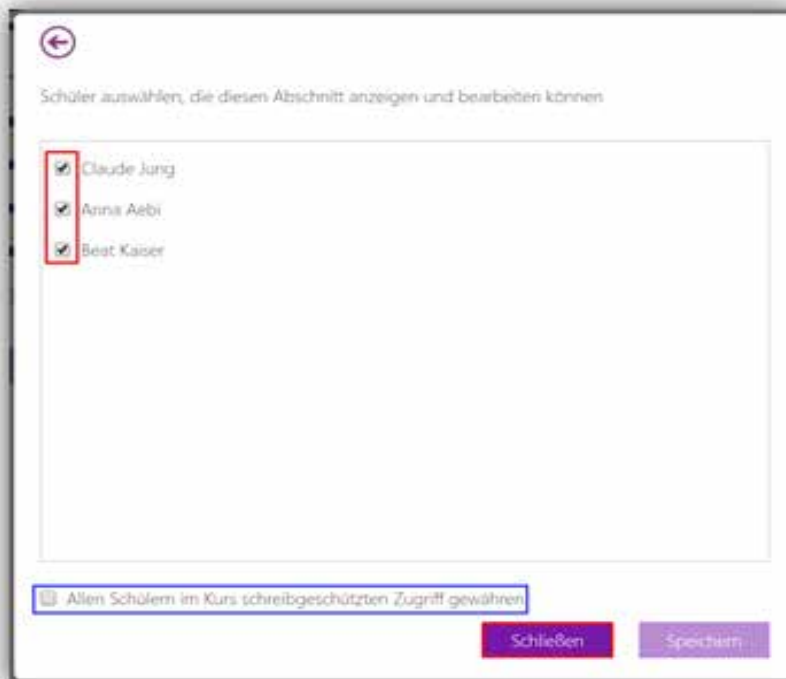 Schüler auswählen, die diesen Abschnitt anzeigen und bearbeiten können
Claude Jung
Anna Aebi
Beat Kaiser
Allen Schülern im Kurs schreibgeschützten Zugriff gewähren
Schließen
Speichern